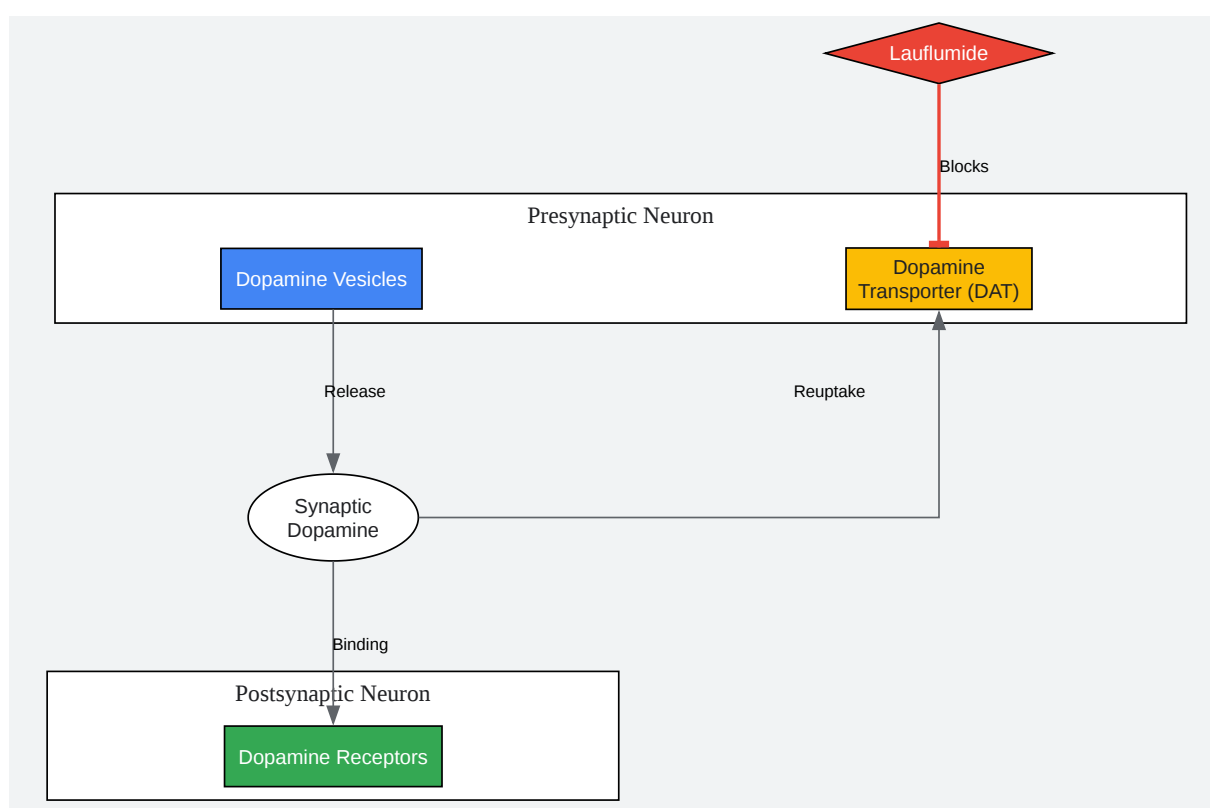 Lauflumide
Blocks
Presynaptic Neuron
Dopamine Vesicles
Dopamine
Transporter (DAT)
Release
Reuptake
Synaptic
Dopamine
Binding
Postsynaptic Neuron
Dopamine Receptors